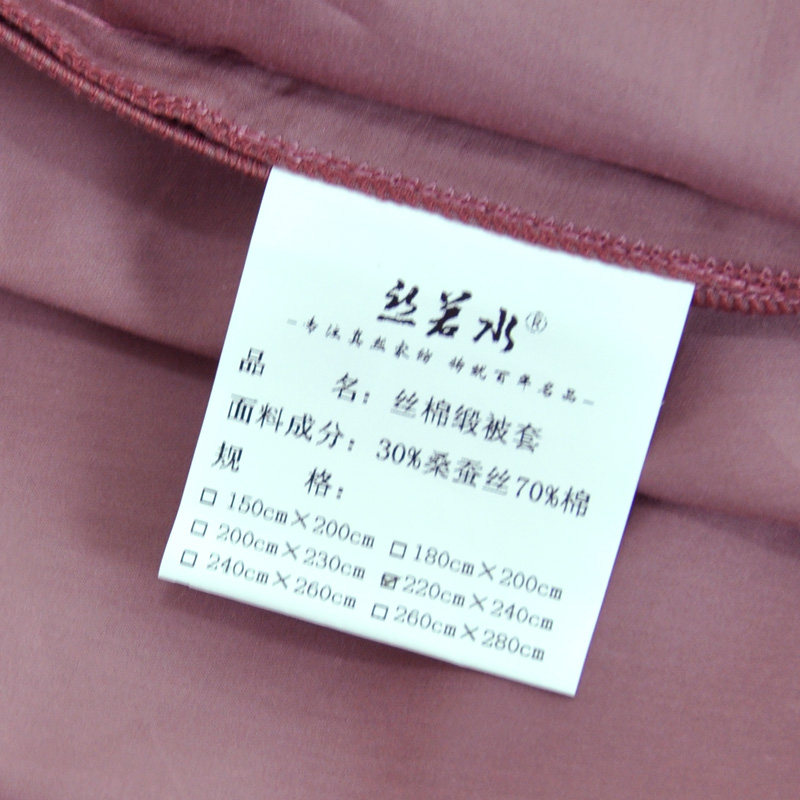 丝若水®
-专注真丝家纺 传统百年名品-
品 名：丝棉缎被套
面料成分：30%桑蚕丝70%棉
规 格：
□ 150cm×200cm □ 180cm×200cm
□ 200cm×230cm ☑ 220cm×240cm
□ 240cm×260cm □ 260cm×280cm